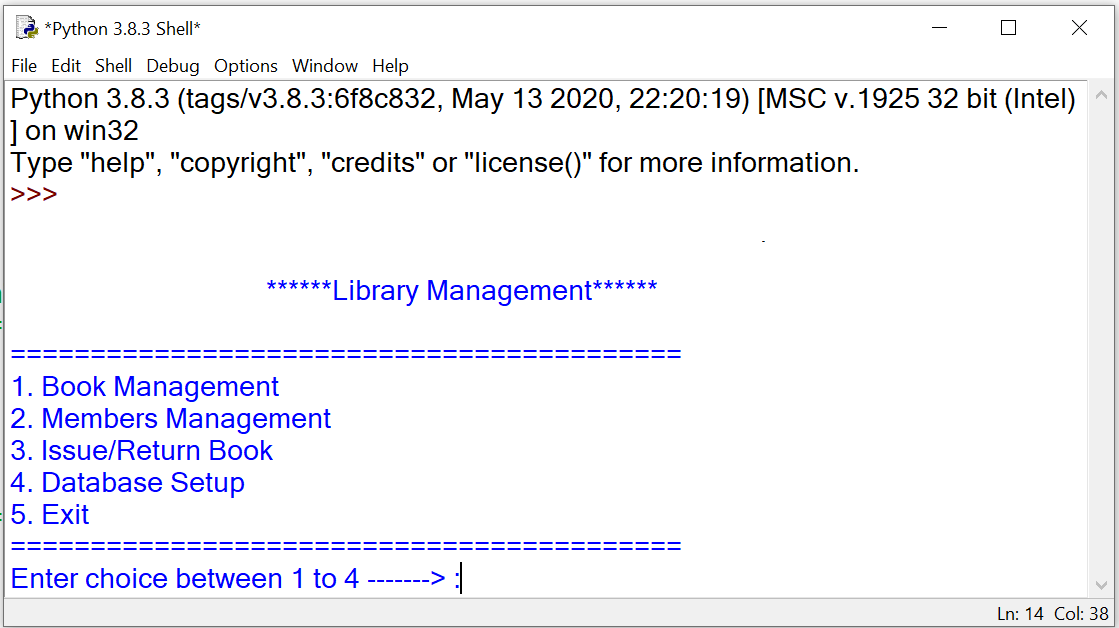 *Python 3.8.3 Shell*
File Edit Shell Debug Options Window Help
Python 3.8.3 (tags/v3.8.3:6f8c832, May 13 2020, 22:20:19) [MSC v.1925 32 bit (Intel)
] on win32
Type "help", "copyright", "credits" or "license()" for more information.
>>>
******Library Management******
==========================================
1. Book Management
2. Members Management
3. Issue/Return Book
4. Database Setup
5. Exit
==========================================
Enter choice between 1 to 4 -------> :
Ln: 14 Col: 38